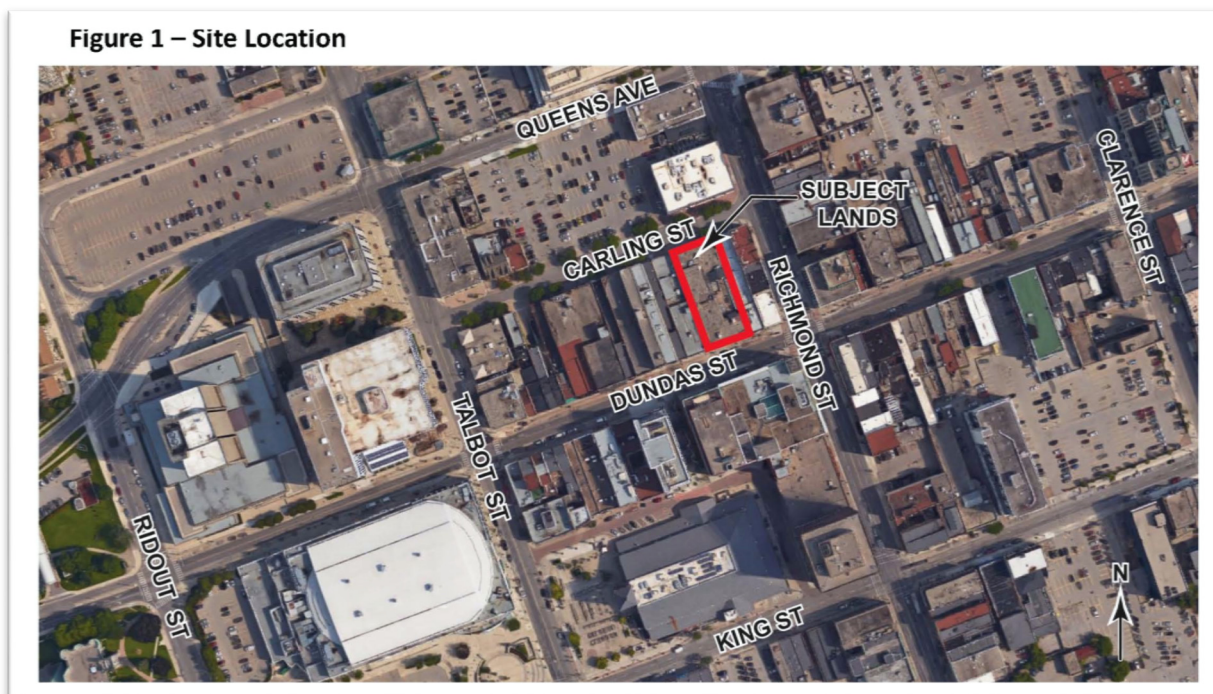 Figure 1 – Site Location
QUEENS AVE
CLARENCE ST
SUBJECT
LANDS
CARLING ST
RICHMOND ST
DUNDAS ST
TALBOT ST
RIDOUT ST
KING ST
N